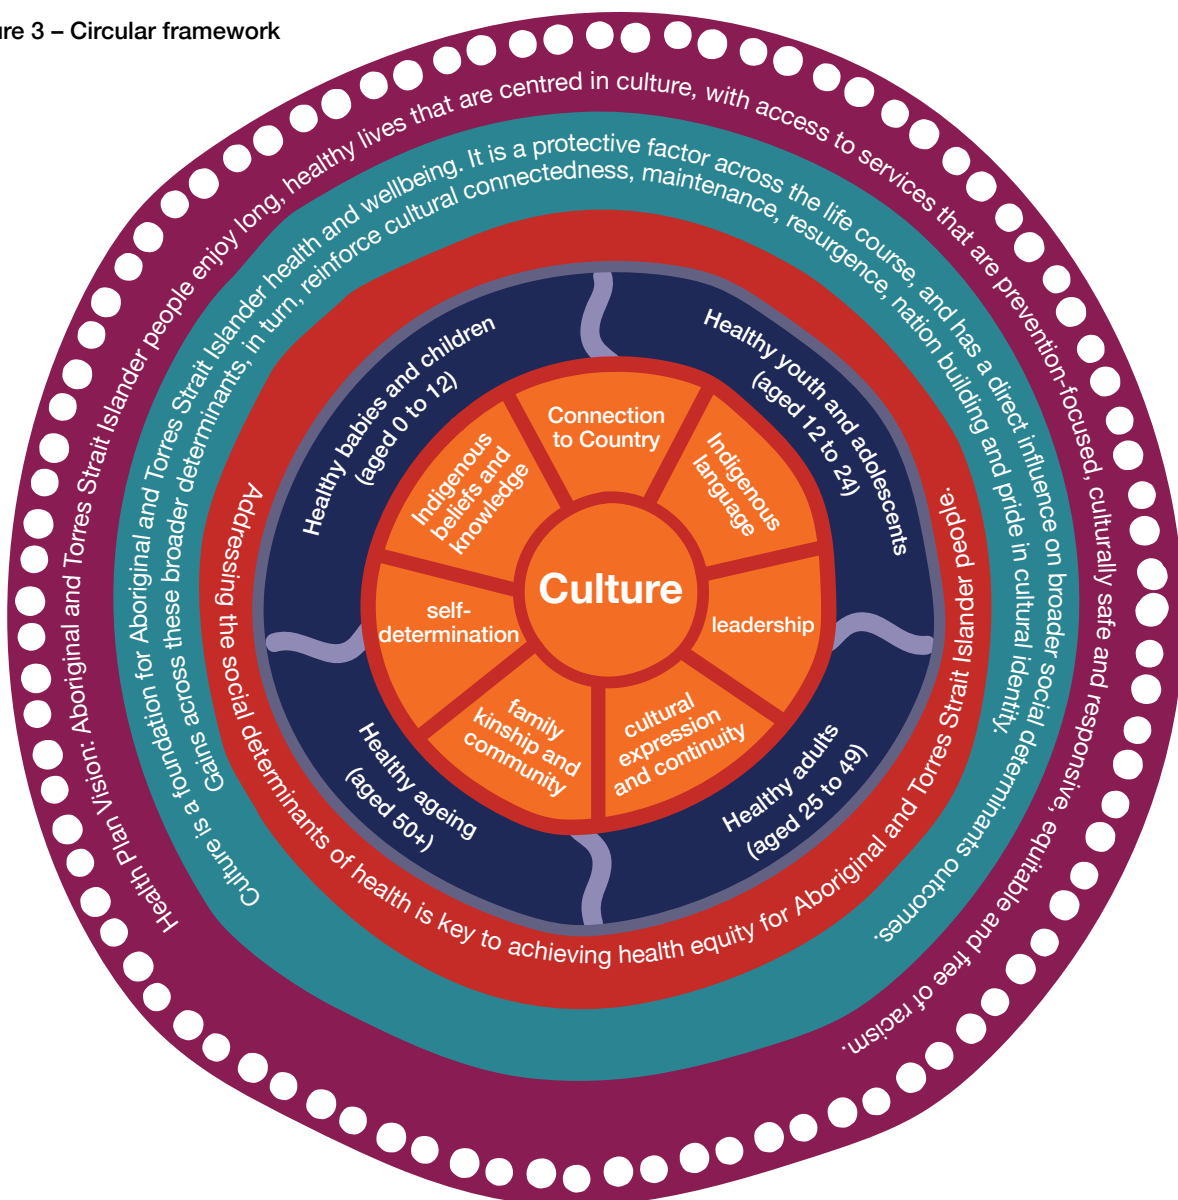 ure 3 – Circular framework
Health Plan Vision: Aboriginal and Torres Strait Islander people enjoy long, healthy lives that are centred in culture, with access to services that are prevention-focused, culturally safe and responsive, equitable and free of racism.
Culture is a foundation for Aboriginal and Torres Strait Islander health and wellbeing. It is a protective factor across the life course, and has a direct influence on broader social determinants outcomes.
Gains across these broader determinants, in turn, reinforce cultural connectedness, maintenance, resurgence, nation building and pride in cultural identity.
Addressing the social determinants of health is key to achieving health equity for Aboriginal and Torres Strait Islander people.
Healthy babies and children
(aged 0 to 12)
Healthy youth and adolescents
(aged 12 to 24)
Healthy adults
(aged 25 to 49)
Healthy ageing
(aged 50+)
Connection
to Country
Indigenous
language
leadership
cultural
expression
and continuity
family
kinship and
community
self-
determination
Indigenous
beliefs and
knowledge
Culture